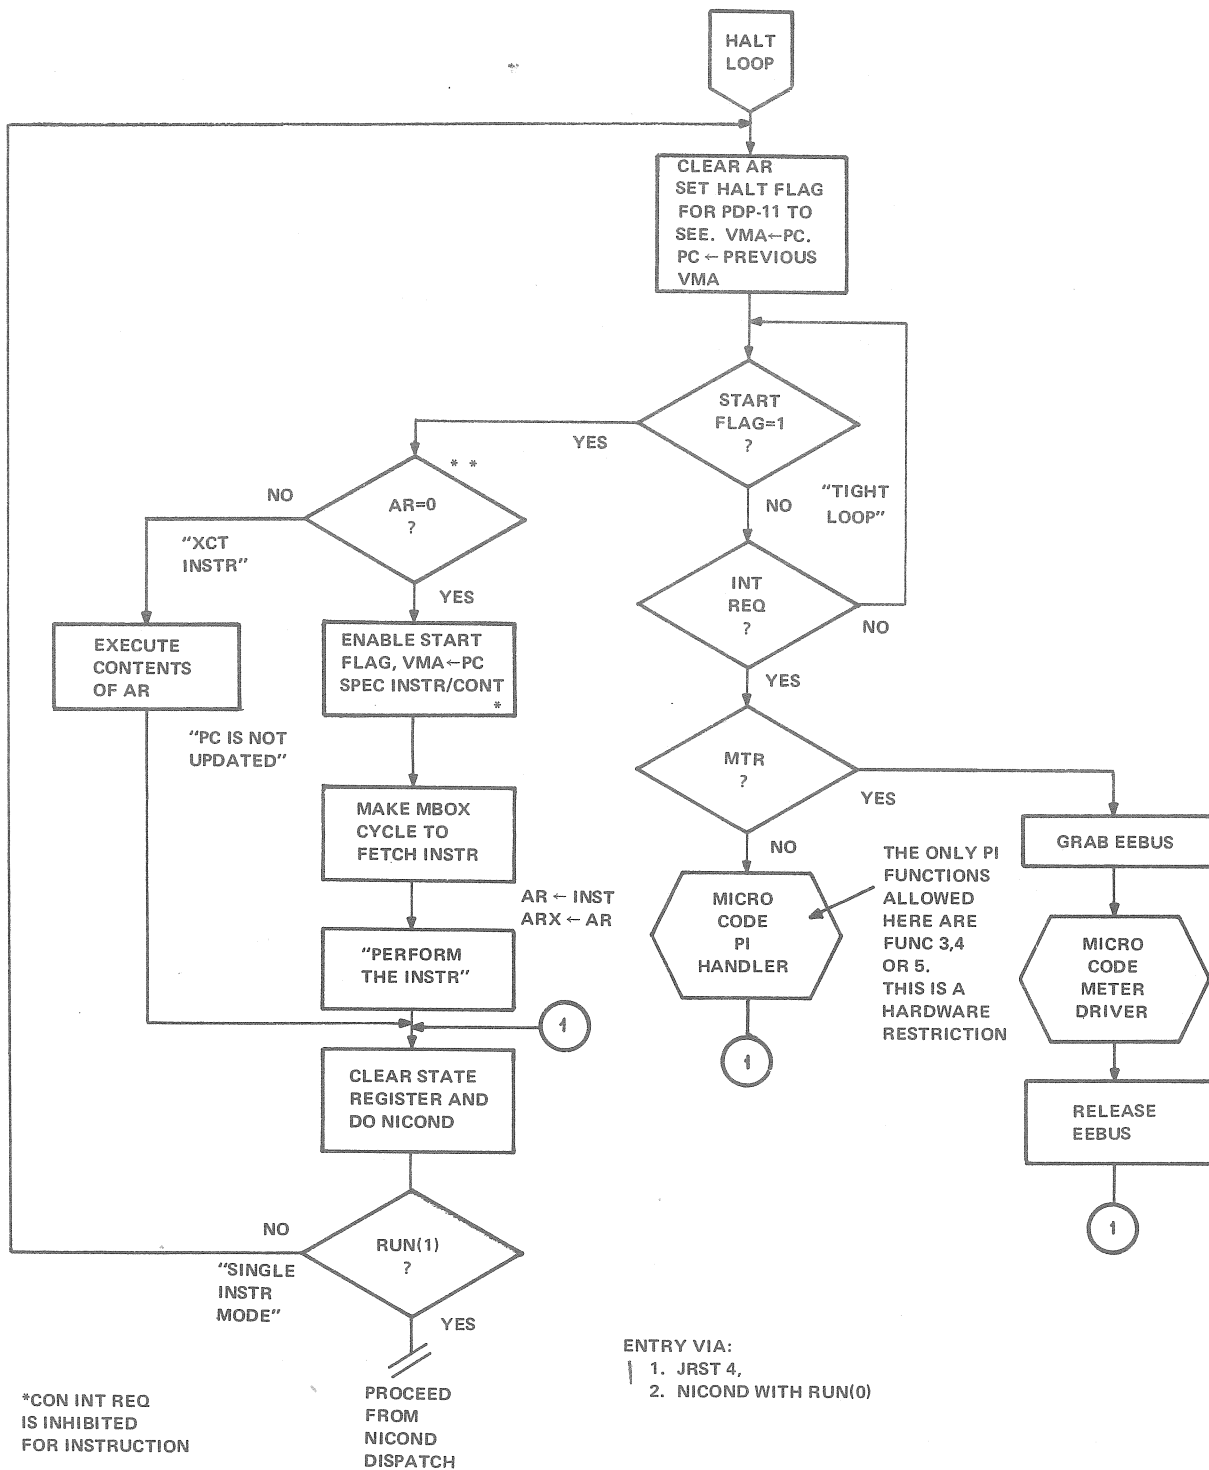 HALT
LOOP
CLEAR AR
SET HALT FLAG
FOR PDP-11 TO
SEE. VMA←PC.
PC ← PREVIOUS
VMA
START
FLAG=1
?
YES
NO
"TIGHT
LOOP"
* *
AR=0
?
NO
"XCT
INSTR"
YES
INT
REQ
?
NO
YES
EXECUTE
CONTENTS
OF AR
"PC IS NOT
UPDATED"
ENABLE START
FLAG, VMA←PC
SPEC INSTR/CONT
*
MTR
?
YES
NO
MAKE MBOX
CYCLE TO
FETCH INSTR
AR ← INST
ARX ← AR
GRAB EEBUS
MICRO
CODE
PI
HANDLER
THE ONLY PI
FUNCTIONS
ALLOWED
HERE ARE
FUNC 3,4
OR 5.
THIS IS A
HARDWARE
RESTRICTION
MICRO
CODE
METER
DRIVER
"PERFORM
THE INSTR"
1
1
CLEAR STATE
REGISTER AND
DO NICOND
RELEASE
EEBUS
1
RUN(1)
?
NO
"SINGLE
INSTR
MODE"
YES
PROCEED
FROM
NICOND
DISPATCH
ENTRY VIA:
1. JRST 4,
2. NICOND WITH RUN(0)
*CON INT REQ
IS INHIBITED
FOR INSTRUCTION